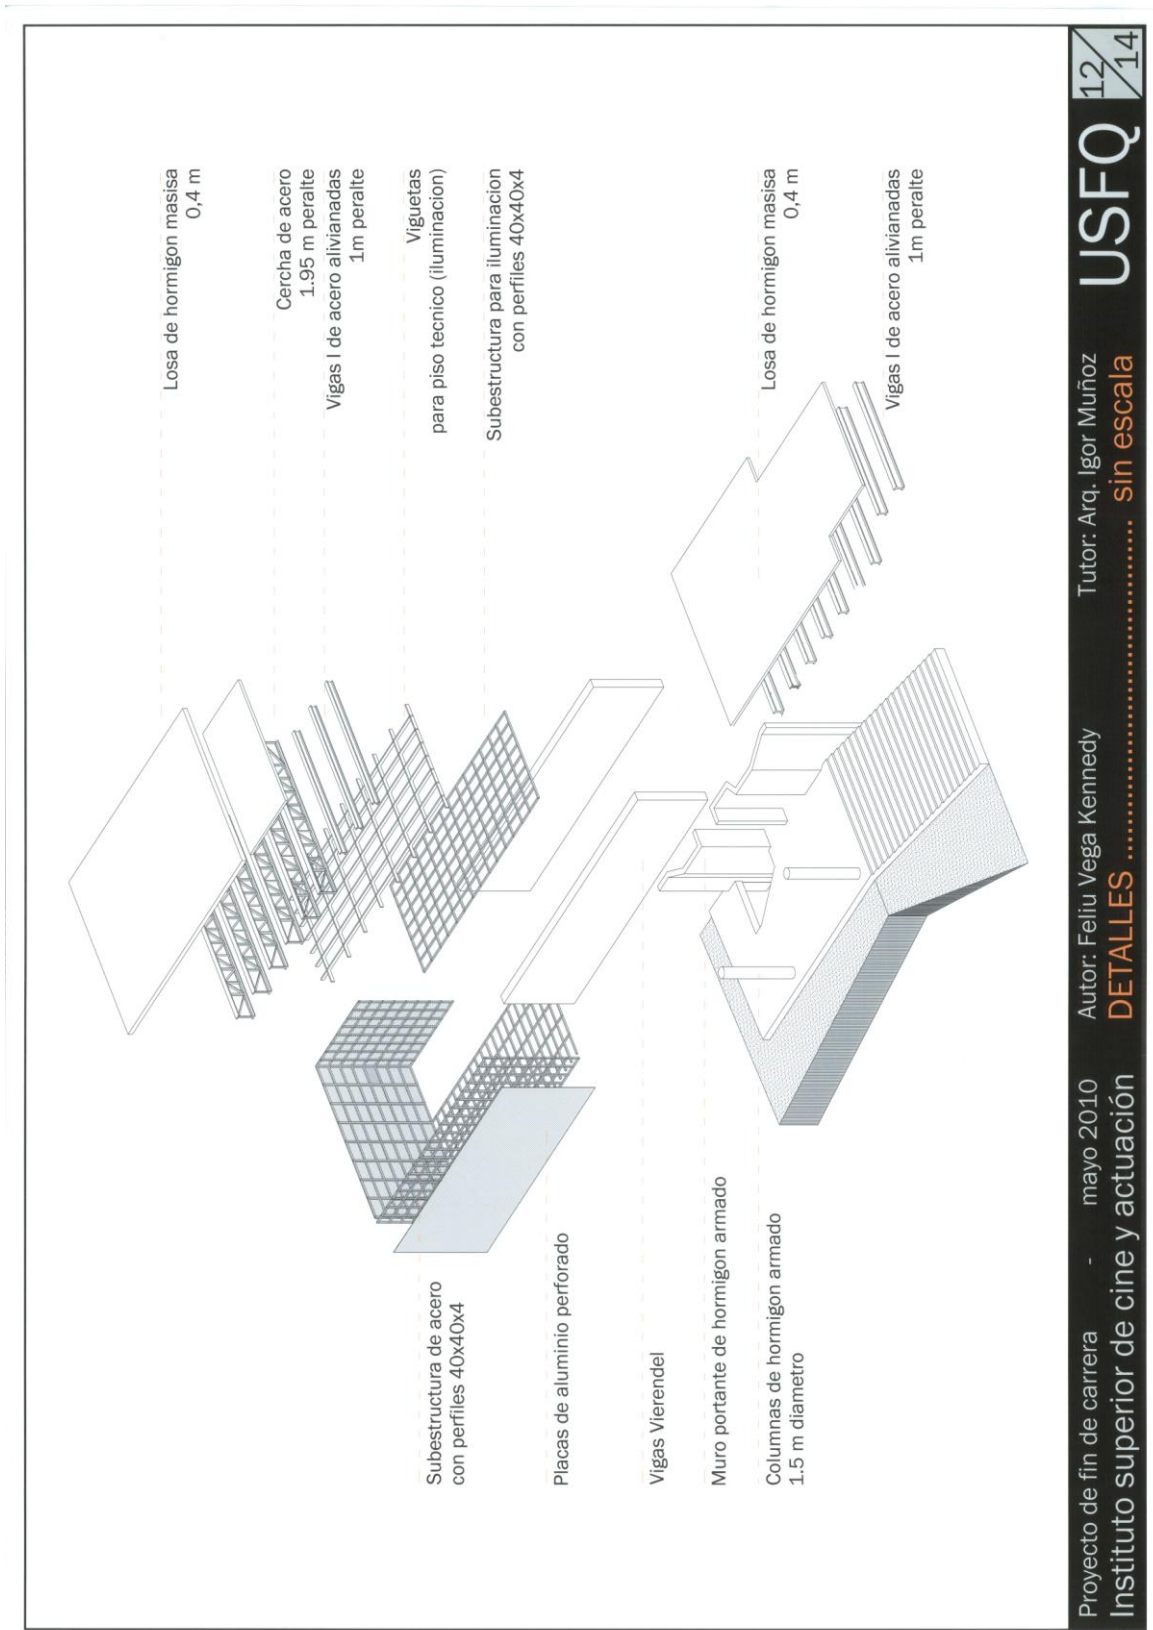 Losa de hormigon masisa
0,4 m
Cercha de acero
1.95 m peralte
Vigas I de acero alivianadas
1m peralte
Viguetas
para piso tecnico (iluminacion)
Subestructura para iluminacion
con perfiles 40x40x4
Losa de hormigon masisa
0,4 m
Vigas I de acero alivianadas
1m peralte
Subestructura de acero
con perfiles 40x40x4
Placas de aluminio perforado
Vigas Vierendel
Muro portante de hormigon armado
Columnas de hormigon armado
1.5 m diametro
Proyecto de fin de carrera - mayo 2010 Autor: Feliu Vega Kennedy Tutor: Arq. Igor Muñoz
Instituto superior de cine y actuación DETALLES ........................................ sin escala
USFQ 12/14